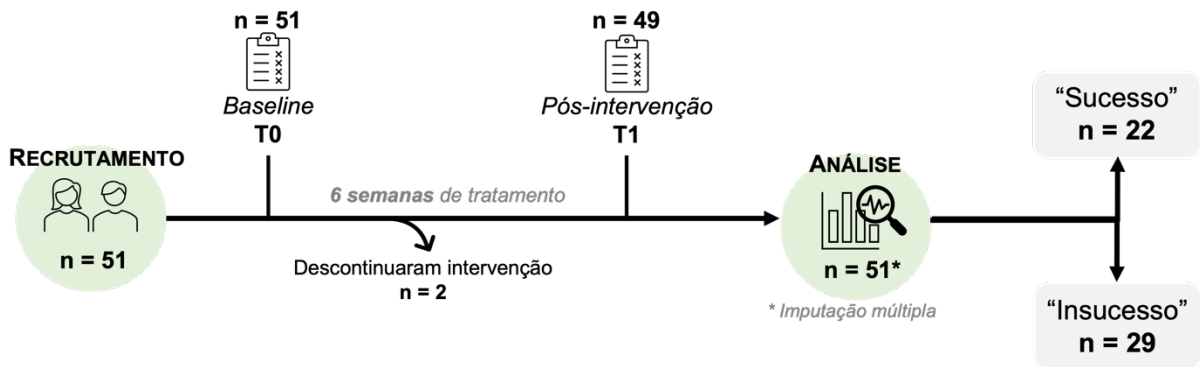 RECRUTAMENTO
n = 51
n = 51
Baseline
T0
6 semanas de tratamento
Descontinuaram intervenção
n = 2
n = 49
Pós-intervenção
T1
ANÁLISE
n = 51*
* Imputação múltipla
“Sucesso”
n = 22
“Insucesso”
n = 29